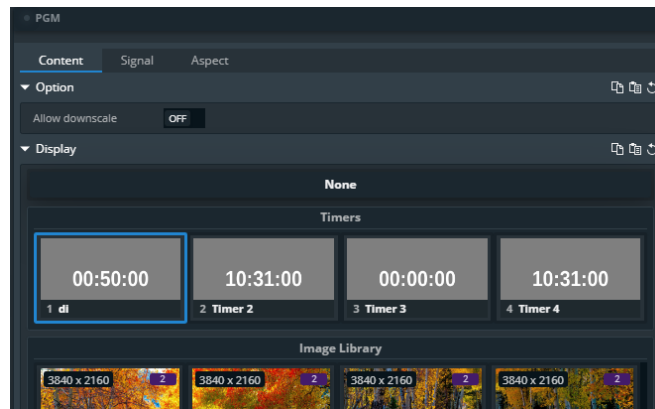 PGM
Content Signal Aspect
Option
Allow downscale OFF
Display
None
Timers
00:50:00 10:31:00 00:00:00 10:31:00
1 di 2 Timer 2 3 Timer 3 4 Timer 4
Image Library
3840 x 2160 2 3840 x 2160 2 3840 x 2160 2 3840 x 2160 2